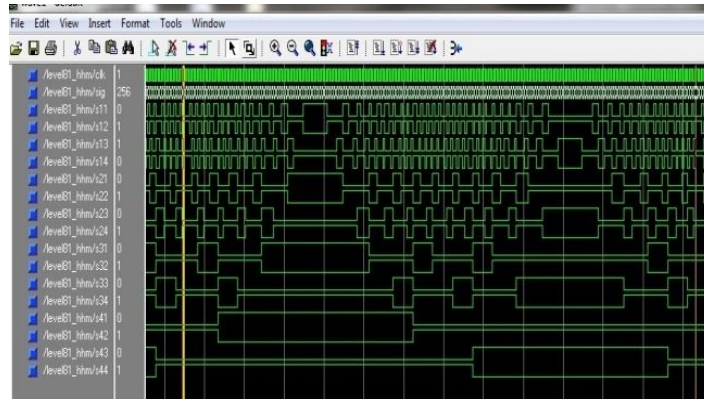 File Edit View Insert Format Tools Window
/level81_hhm/clk 1
/level81_hhm/sig 256
/level81_hhm/s11 0
/level81_hhm/s12 1
/level81_hhm/s13 1
/level81_hhm/s14 0
/level81_hhm/s21 0
/level81_hhm/s22 1
/level81_hhm/s23 0
/level81_hhm/s24 1
/level81_hhm/s31 0
/level81_hhm/s32 1
/level81_hhm/s33 0
/level81_hhm/s34 1
/level81_hhm/s41 0
/level81_hhm/s42 1
/level81_hhm/s43 0
/level81_hhm/s44 1